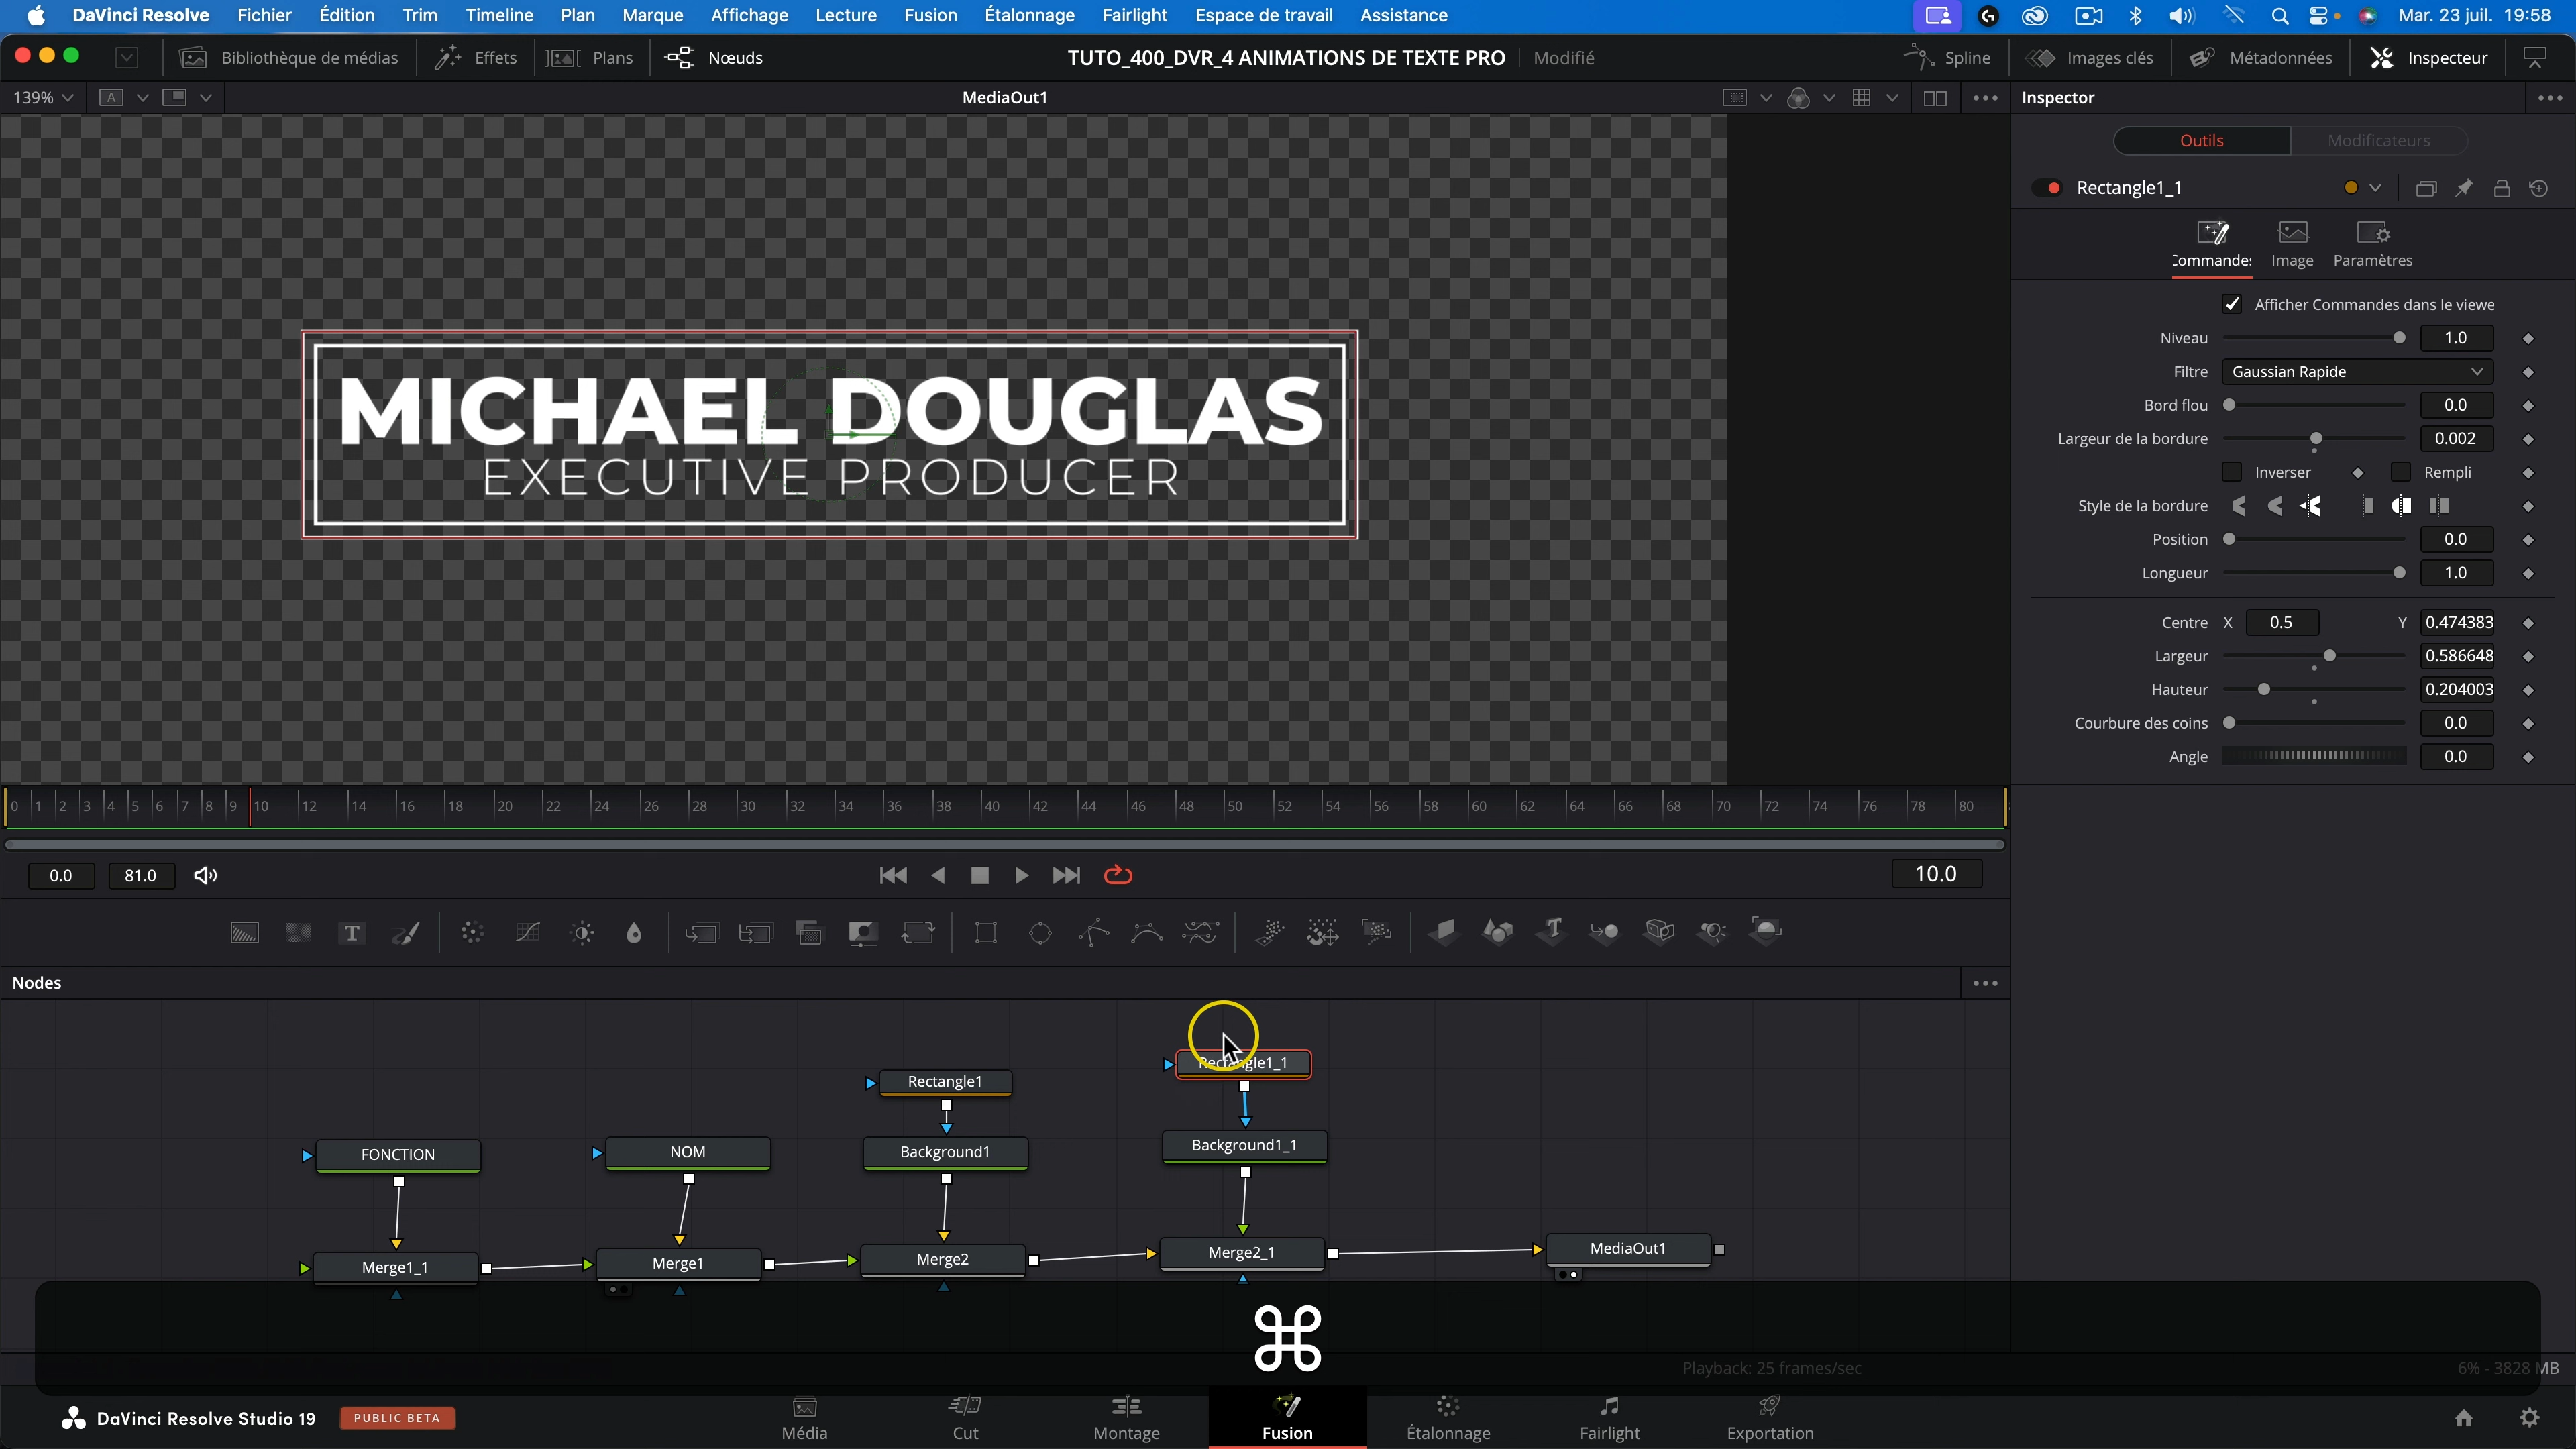 DaVinci Resolve Fichier Édition Trim Timeline Plan Marque Affichage Lecture Fusion Étalonnage Fairlight Espace de travail Assistance Mar. 23 juil. 19:58
Bibliothèque de médias Effets Plans Nœuds TUTO_400_DVR_4 ANIMATIONS DE TEXTE PRO Modifié Spline Images clés Métadonnées Inspecteur
139% A MediaOut1 Inspector
Outils Modificateurs
Rectangle1_1
Commandes Image Paramètres
Afficher Commandes dans le viewe
Niveau 1.0
Filtre Gaussian Rapide
Bord flou 0.0
Largeur de la bordure 0.002
Inverser Rempli
Style de la bordure
Position 0.0
Longueur 1.0
Centre X 0.5 Y 0.474383
Largeur 0.586648
Hauteur 0.204003
Courbure des coins 0.0
Angle 0.0
MICHAEL DOUGLAS
EXECUTIVE PRODUCER
0 1 2 3 4 5 6 7 8 9 10 12 14 16 18 20 22 24 26 28 30 32 34 36 38 40 42 44 46 48 50 52 54 56 58 60 62 64 66 68 70 72 74 76 78 80
0.0 81.0 10.0
T T
Nodes
Rectangle1_1
Rectangle1
Background1_1
FONCTION NOM Background1
Merge1_1 Merge1 Merge2 Merge2_1 MediaOut1
⌘
Playback: 25 frames/sec 6% - 3828 MB
DaVinci Resolve Studio 19 PUBLIC BETA Média Cut Montage Fusion Étalonnage Fairlight Exportation